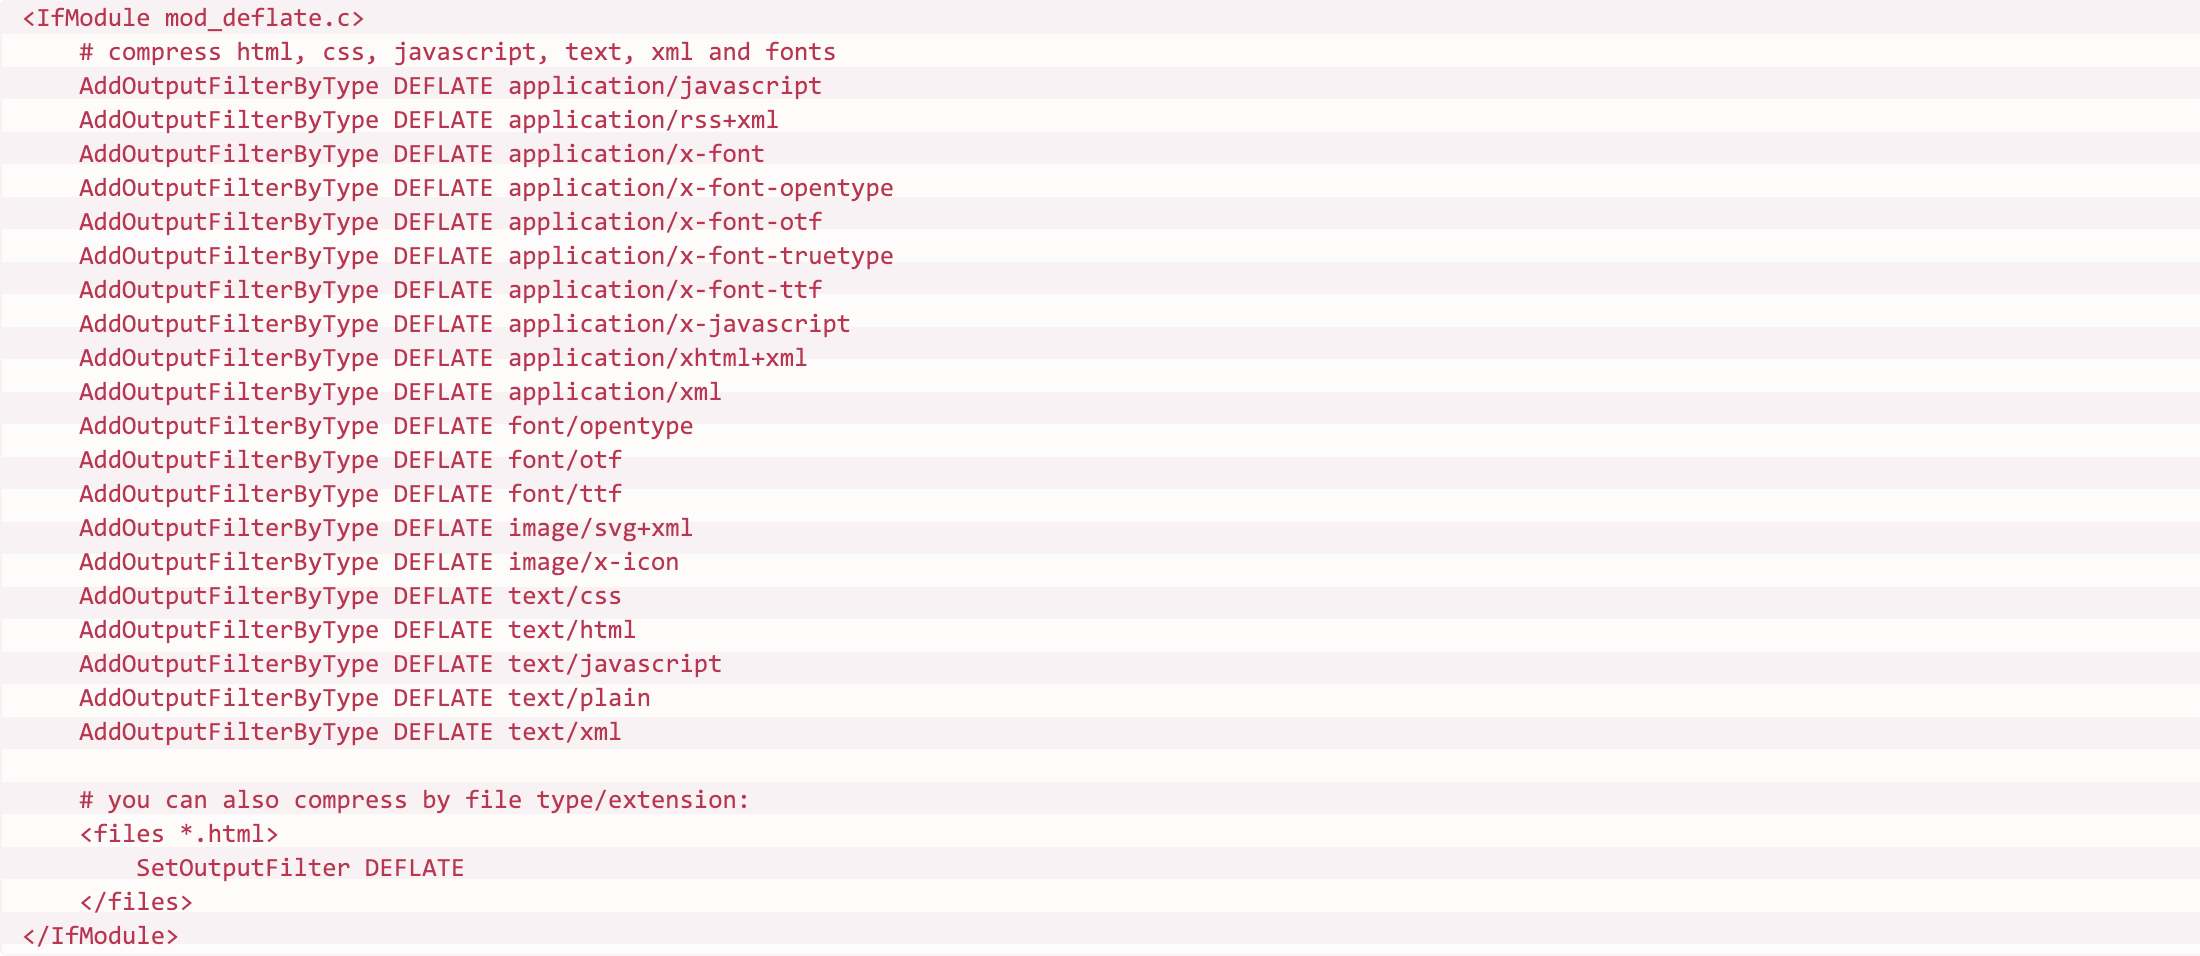 <IfModule mod_deflate.c>
    # compress html, css, javascript, text, xml and fonts
    AddOutputFilterByType DEFLATE application/javascript
    AddOutputFilterByType DEFLATE application/rss+xml
    AddOutputFilterByType DEFLATE application/x-font
    AddOutputFilterByType DEFLATE application/x-font-opentype
    AddOutputFilterByType DEFLATE application/x-font-otf
    AddOutputFilterByType DEFLATE application/x-font-truetype
    AddOutputFilterByType DEFLATE application/x-font-ttf
    AddOutputFilterByType DEFLATE application/x-javascript
    AddOutputFilterByType DEFLATE application/xhtml+xml
    AddOutputFilterByType DEFLATE application/xml
    AddOutputFilterByType DEFLATE font/opentype
    AddOutputFilterByType DEFLATE font/otf
    AddOutputFilterByType DEFLATE font/ttf
    AddOutputFilterByType DEFLATE image/svg+xml
    AddOutputFilterByType DEFLATE image/x-icon
    AddOutputFilterByType DEFLATE text/css
    AddOutputFilterByType DEFLATE text/html
    AddOutputFilterByType DEFLATE text/javascript
    AddOutputFilterByType DEFLATE text/plain
    AddOutputFilterByType DEFLATE text/xml

    # you can also compress by file type/extension:
    <files *.html>
        SetOutputFilter DEFLATE
    </files>
</IfModule>